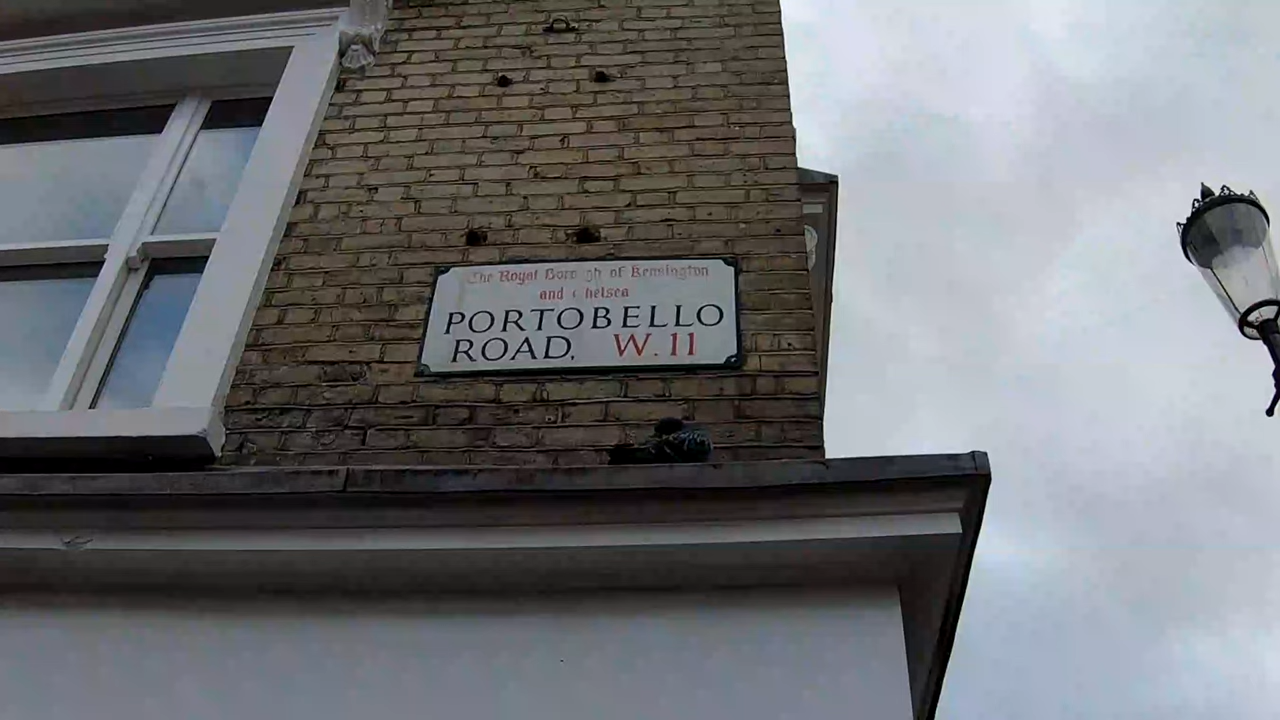 The Royal Borough of Kensington
and Chelsea
PORTOBELLO
ROAD, W.11